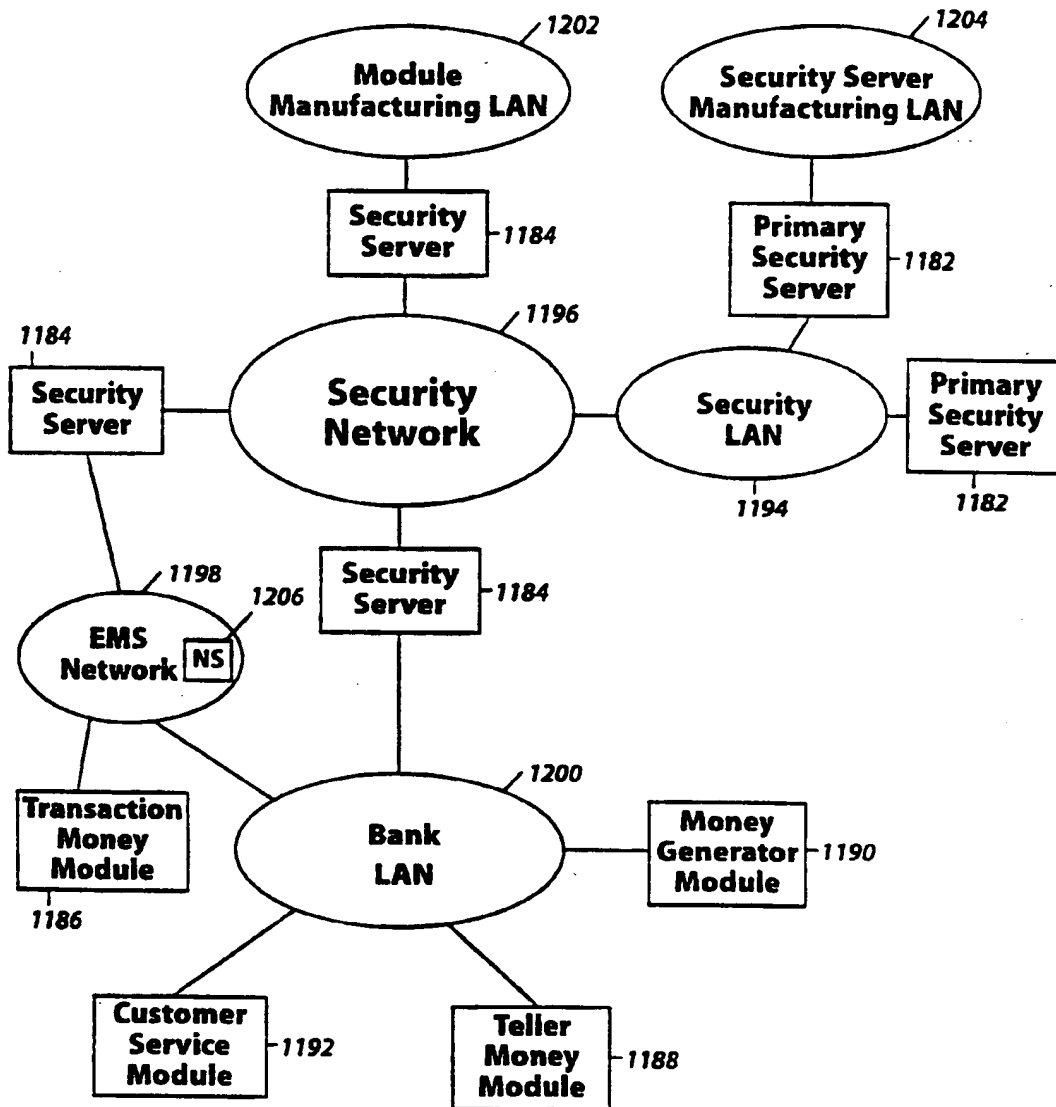 1202
Module
Manufacturing LAN
1204
Security Server
Manufacturing LAN
Security
Server
1184
Primary
Security
Server
1182
1196
Security
Network
1184
Security
Server
Security
LAN
1194
Primary
Security
Server
1182
Security
Server
1184
1198
1206
EMS
Network
NS
1200
Bank
LAN
Transaction
Money
Module
1186
Money
Generator
Module
1190
Customer
Service
Module
1192
Teller
Money
Module
1188